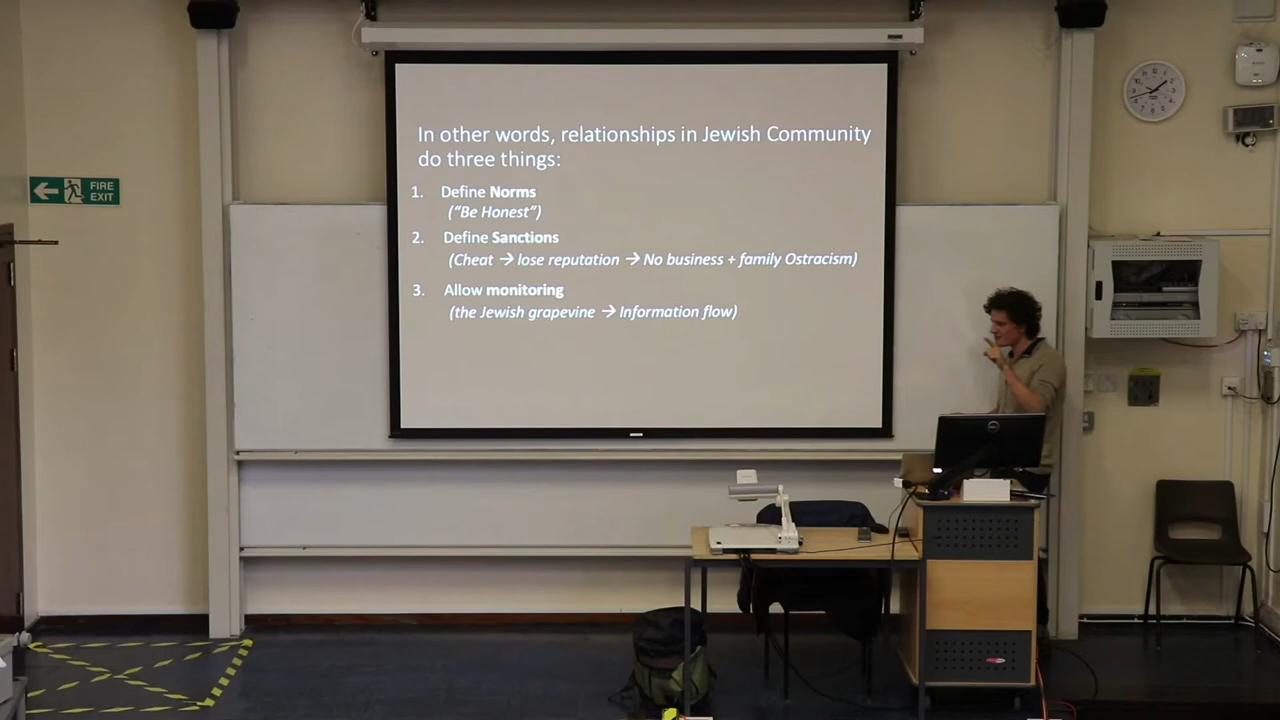 In other words, relationships in Jewish Community
do three things:
1. Define Norms
("Be Honest")
2. Define Sanctions
(Cheat → lose reputation → No business + family Ostracism)
3. Allow monitoring
(the Jewish grapevine → Information flow)
FIRE
EXIT
DELL